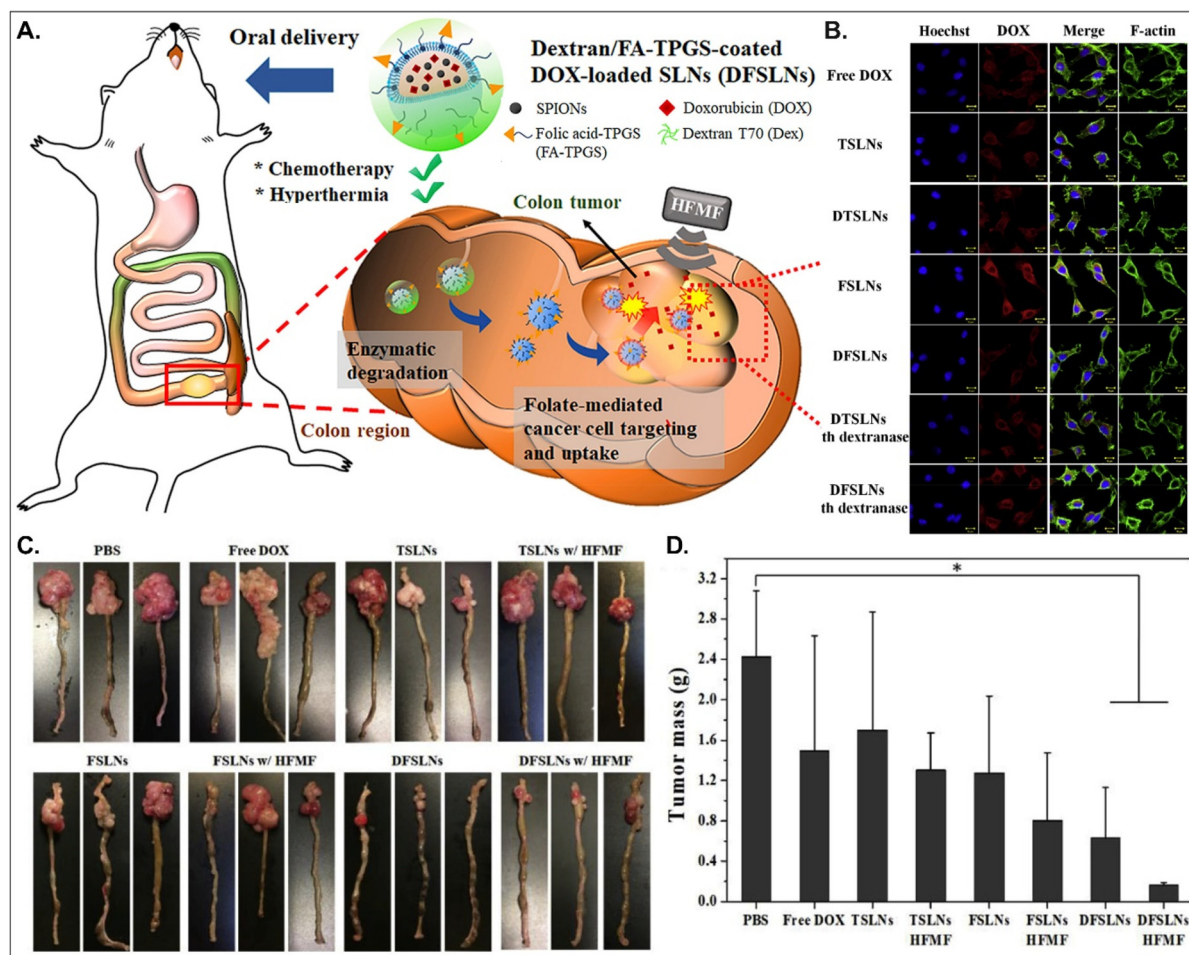 A.
Oral delivery
Dextran/FA-TPGS-coated
DOX-loaded SLNs (DFSLNs)
SPIONs
Doxorubicin (DOX)
Folic acid-TPGS
(FA-TPGS)
Dextran T70 (Dex)
* Chemotherapy
* Hyperthermia
Colon tumor
HFMF
Enzymatic
degradation
Folate-mediated
cancer cell targeting
and uptake
Colon region
B.
Hoechst DOX Merge F-actin
Free DOX
TSLNs
DTSLNs
FSLNs
DFSLNs
DTSLNs
th dextranase
DFSLNs
th dextranase
C.
PBS Free DOX TSLNs TSLNs w/ HFMF
FSLNs FSLNs w/ HFMF DFSLNs DFSLNs w/ HFMF
D.
*
3.2
2.8
2.4
2.0
1.6
1.2
0.8
0.4
0.0
Tumor mass (g)
PBS Free DOX TSLNs TSLNs FSLNs FSLNs DFSLNs DFSLNs
HFMF HFMF HFMF